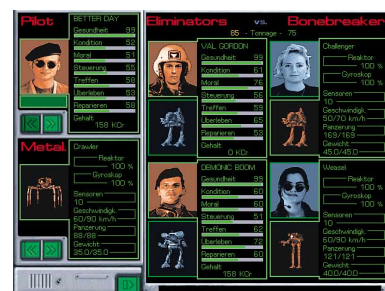 Pilot
BETTER DAY
Gesundheit 99
Kondition 52
Moral 51
Steuerung 55
Treffen 58
Überleben 53
Reparieren 58
Gehalt
158 KCr
Metal
Crawler
Reaktor
100 %
Gyroskop
100 %
Sensoren
10
Geschwindigk.
60/90 km/h
Panzerung
88/88
Gewicht
35.0/35.0
Eliminators vs. Bonebreaker
85 - Tonnage - 75
VAL GORDON
Gesundheit 99
Kondition 61
Moral 76
Steuerung 56
Treffen 59
Überleben 65
Reparieren 53
Gehalt
0 KCr
Challenger
Reaktor
100 %
Gyroskop
100 %
Sensoren
10
Geschwindigk.
50/70 km/h
Panzerung
169/169
Gewicht
45.0/45.0
DEMONIC BOOM
Gesundheit 99
Kondition 60
Moral 60
Steuerung 51
Treffen 62
Überleben 72
Reparieren 60
Gehalt
158 KCr
Weasel
Reaktor
100 %
Gyroskop
100 %
Sensoren
10
Geschwindigk.
60/90 km/h
Panzerung
121/121
Gewicht
40.0/40.0